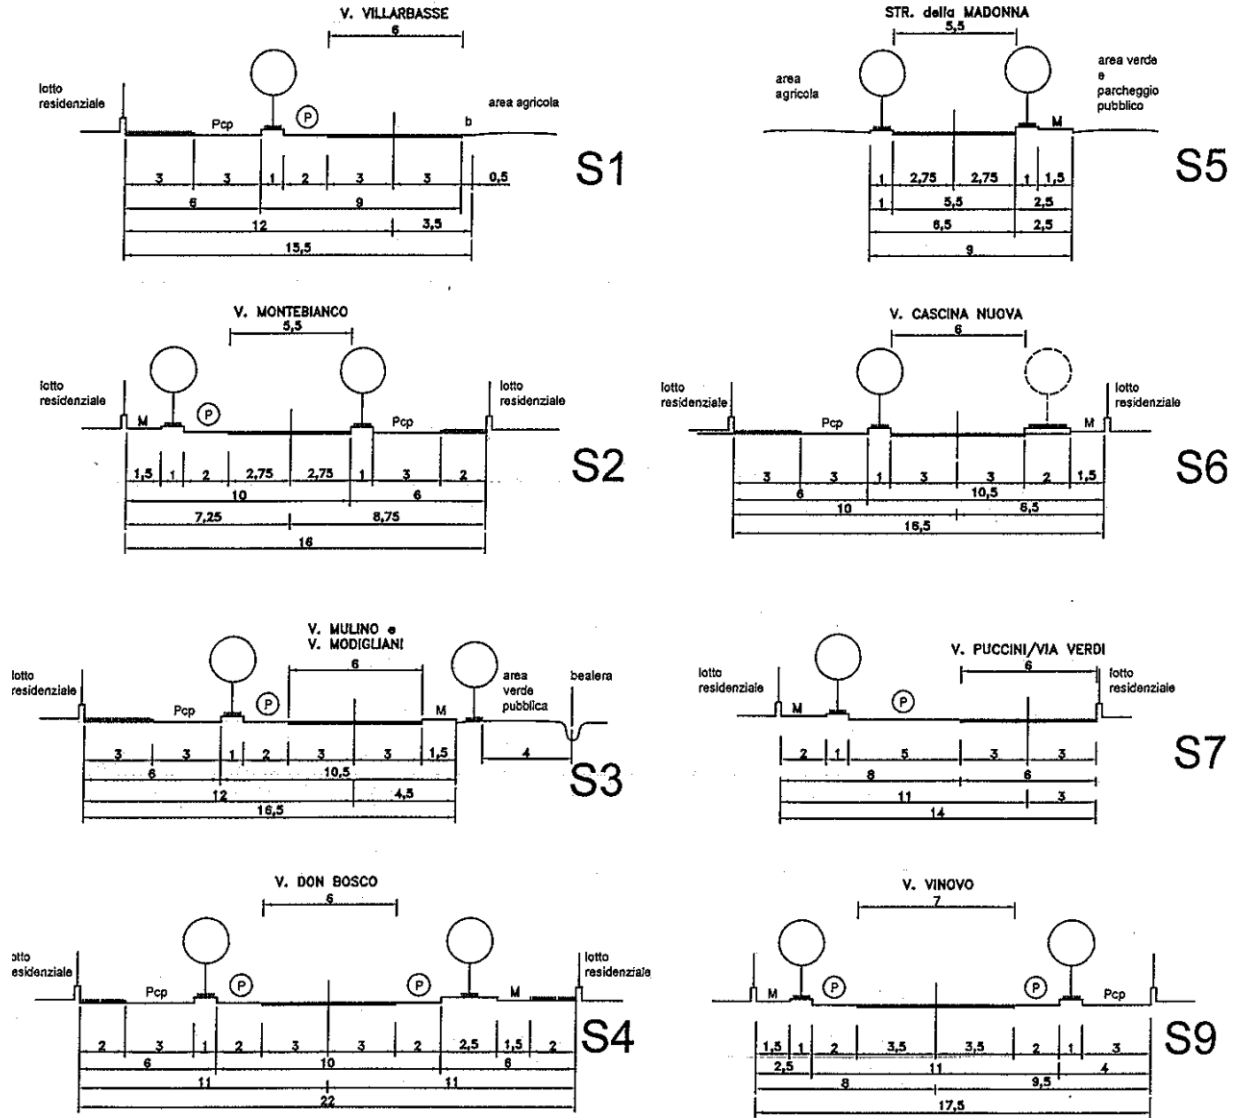 V. VILLARBASSE
6
lotto
residenziale
Pcp
P
b
area agricola
3 3 1 2 3 3 0,5
6 9
12 3,5
15,5
S1
STR. della MADONNA
5,5
area
agricola
area verde
e
parcheggio
pubblico
M
1 2,75 2,75 1 1,5
1 5,5 2,5
6,5 2,5
9
S5
V. MONTEBIANCO
5,5
lotto
residenziale
M
P
Pcp
lotto
residenziale
1,5 1 2 2,75 2,75 1 3 2
10 6
7,25 8,75
16
S2
V. CASCINA NUOVA
6
lotto
residenziale
Pcp
M
lotto
residenziale
3 3 1 3 3 2 1,5
6 10,5
10 6,5
16,5
S6
V. MULINO e
V. MODIGLIANI
6
lotto
residenziale
Pcp
P
M
area
verde
pubblica
bealera
3 3 1 2 3 3 1,5 4
6 10,5
12 4,5
16,5
S3
V. PUCCINI/VIA VERDI
6
lotto
residenziale
M
P
lotto
residenziale
2 1 5 3 3
8 6
11 3
14
S7
V. DON BOSCO
6
otto
esidenziale
Pcp
P
P
M
lotto
residenziale
2 3 1 2 3 3 2 2,5 1,5 2
6 10 6
11 11
22
S4
V. VINOVO
7
M
P
P
Pcp
1,5 1 2 3,5 3,5 2 1 3
2,5 11 4
8 9,5
17,5
S9